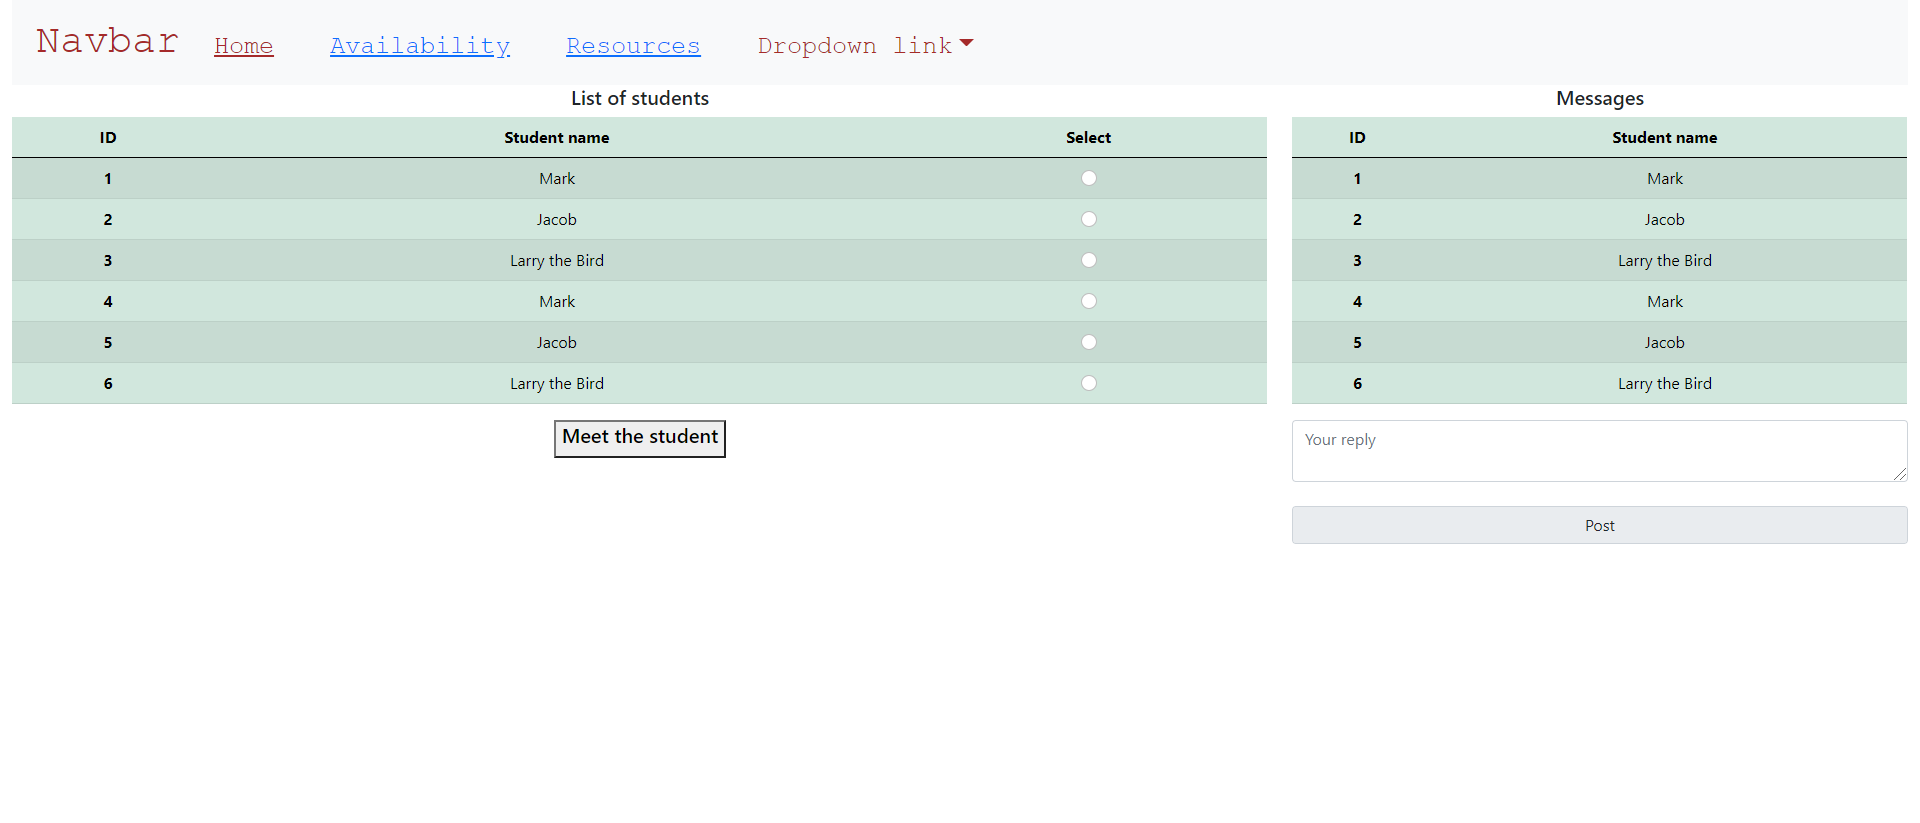 Navbar Home Availability Resources Dropdown link
List of students
ID Student name Select
1 Mark
2 Jacob
3 Larry the Bird
4 Mark
5 Jacob
6 Larry the Bird
Meet the student
Messages
ID Student name
1 Mark
2 Jacob
3 Larry the Bird
4 Mark
5 Jacob
6 Larry the Bird
Your reply
Post